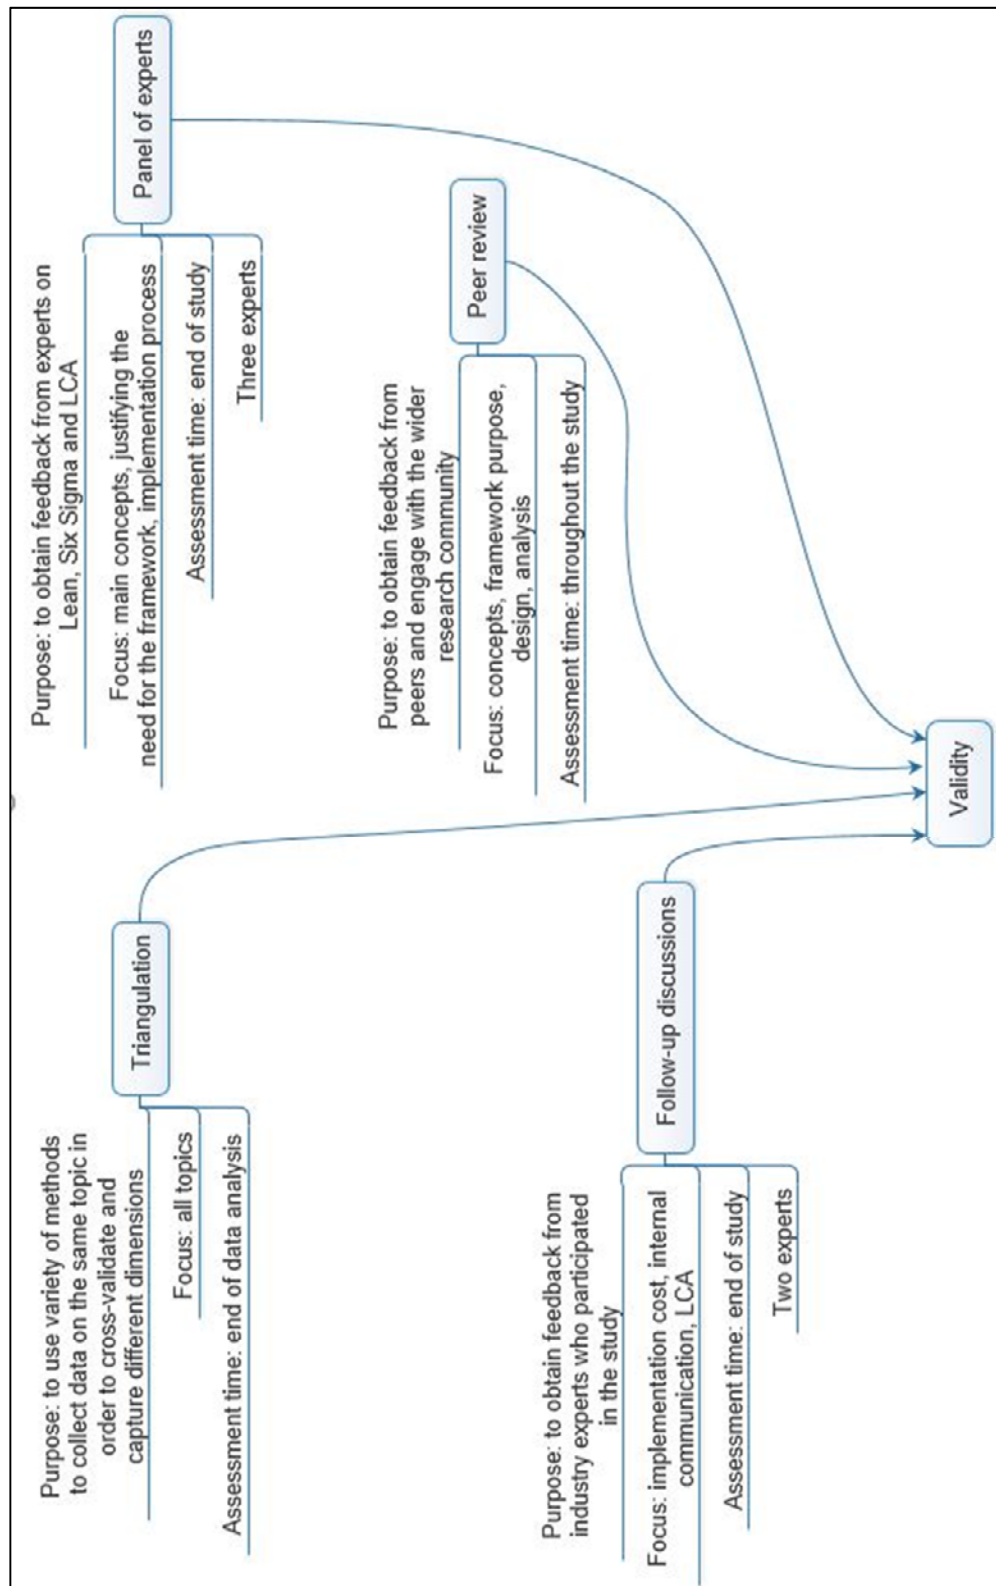 Purpose: to use variety of methods
to collect data on the same topic in
order to cross-validate and
capture different dimensions
Focus: all topics
Assessment time: end of data analysis
Triangulation
Purpose: to obtain feedback from experts on
Lean, Six Sigma and LCA
Focus: main concepts, justifying the
need for the framework, implementation process
Assessment time: end of study
Three experts
Panel of experts
Purpose: to obtain feedback from
peers and engage with the wider
research community
Focus: concepts, framework purpose,
design, analysis
Assessment time: throughout the study
Peer review
Purpose: to obtain feedback from
industry experts who participated
in the study
Focus: implementation cost, internal
communication, LCA
Assessment time: end of study
Two experts
Follow-up discussions
Validity